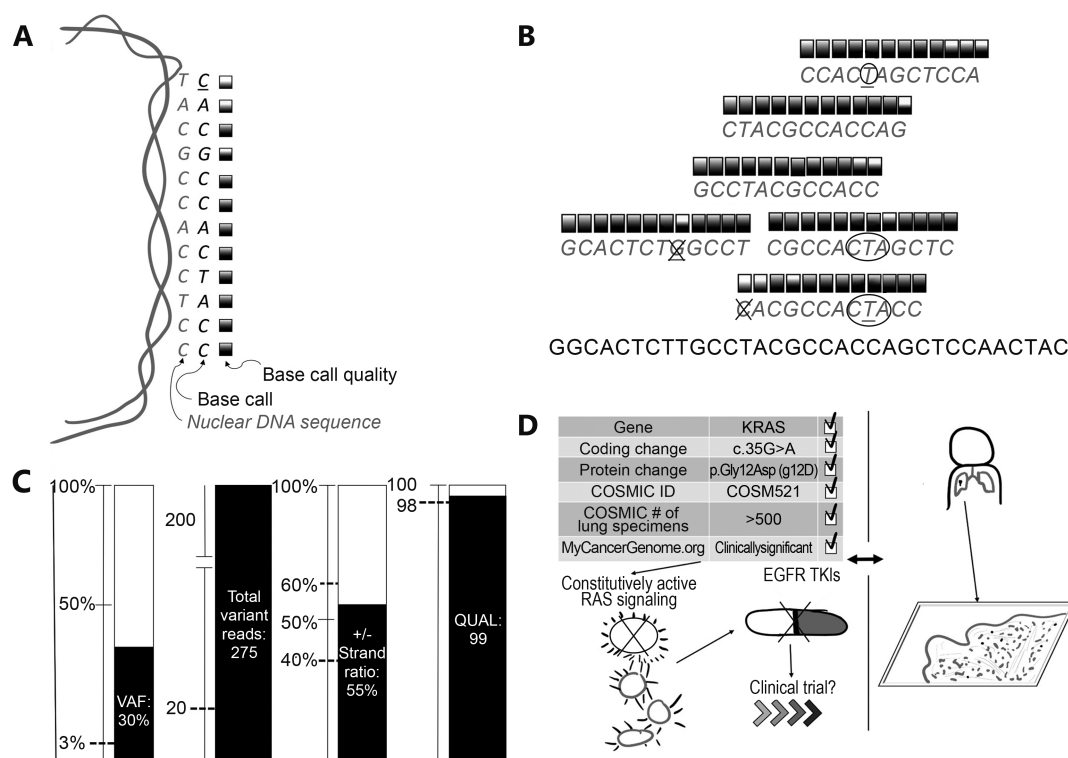 A
T C
A A
C C
G G
C C
C C
A A
C C
C T
T A
C C
C C
Base call quality
Base call
Nuclear DNA sequence
B
CCACTAGCTCCA
CTACGCCACCAG
GCCTACGCCACC
GCACTCTGGCCT CGCCACTAGCTC
CACGCCACTACC
GGCACTCTTGCCTACGCCACCAGCTCCAACTAC
C
100%
50%
3%
VAF:
30%
200
20
Total
variant
reads:
275
100%
60%
50%
40%
+/-
Strand
ratio:
55%
100
98
QUAL:
99
D
Gene KRAS
Coding change c.35G>A
Protein change p.Gly12Asp (g12D)
COSMIC ID COSM521
COSMIC # of
lung specimens >500
MyCancerGenome.org Clinicallysignificant
Constitutively active
RAS signaling
EGFR TKIs
Clinical trial?